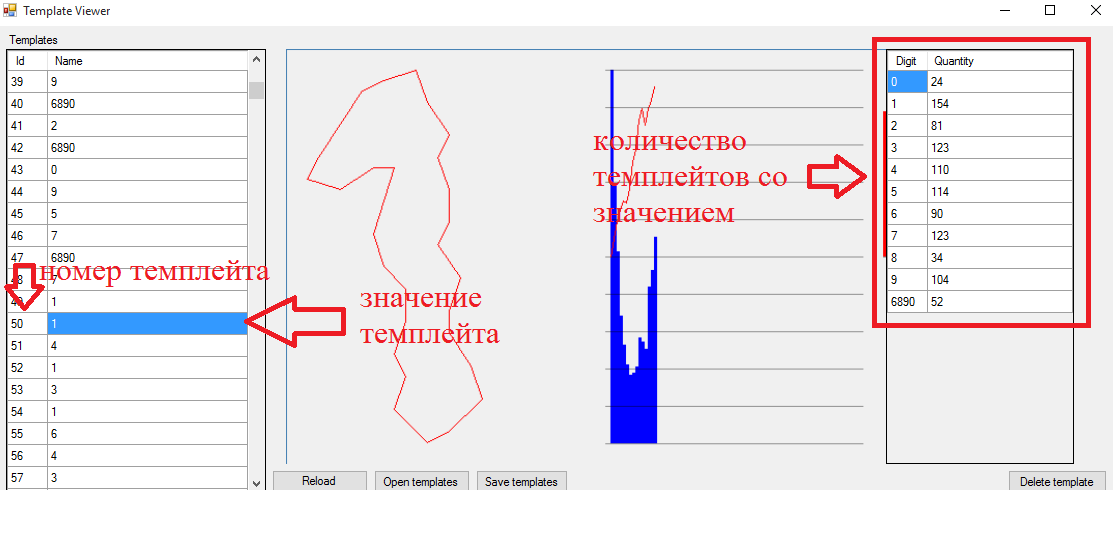 Template Viewer
Templates
Id Name
39 9
40 6890
41 2
42 6890
43 0
44 9
45 5
46 7
47 6890
48 7
49 1
50 1
51 4
52 1
53 3
54 1
55 6
56 4
57 3
номер темплейта
значение
темплейта
количество
темплейтов со
значением
Digit Quantity
0 24
1 154
2 81
3 123
4 110
5 114
6 90
7 123
8 34
9 104
6890 52
Reload Open templates Save templates Delete template